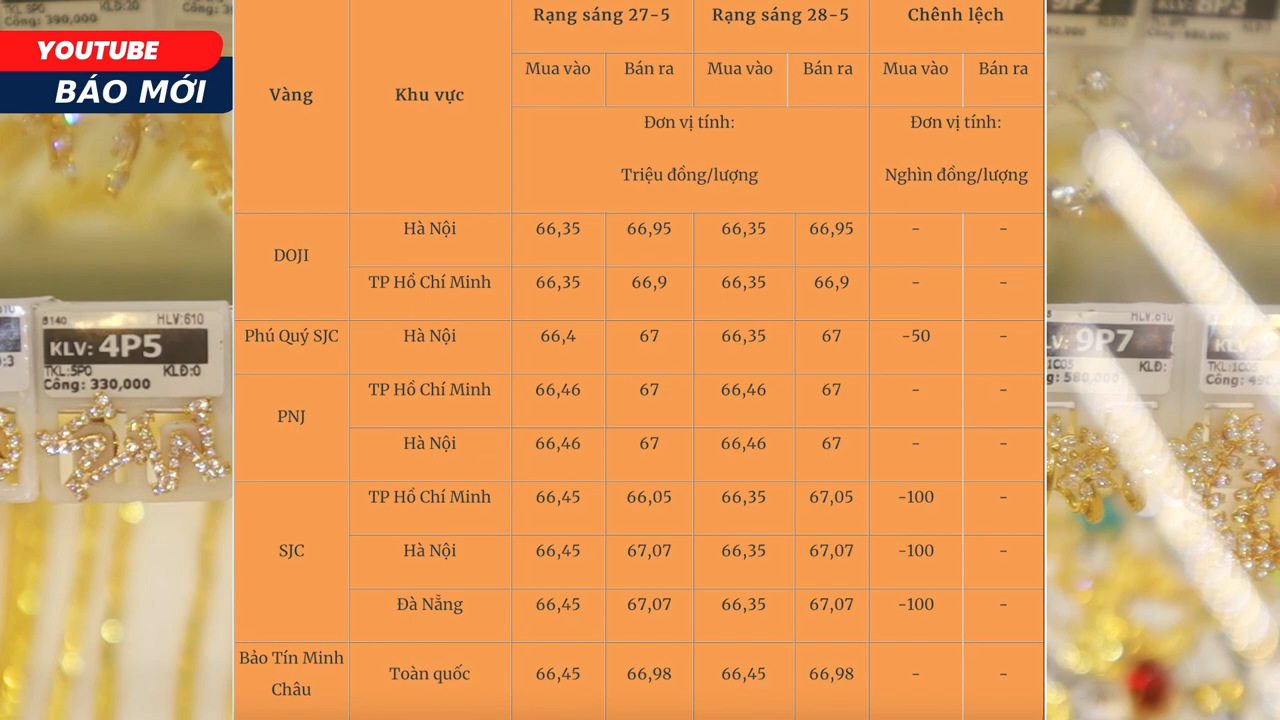 YOUTUBE
BÁO MỚI
Vàng
Khu vực
Rạng sáng 27-5
Rạng sáng 28-5
Chênh lệch
Mua vào
Bán ra
Mua vào
Bán ra
Mua vào
Bán ra
Đơn vị tính:
Triệu đồng/lượng
Đơn vị tính:
Nghìn đồng/lượng
DOJI
Hà Nội 66,35 66,95 66,35 66,95 - -
TP Hồ Chí Minh 66,35 66,9 66,35 66,9 - -
Phú Quý SJC Hà Nội 66,4 67 66,35 67 -50 -
PNJ
TP Hồ Chí Minh 66,46 67 66,46 67 - -
Hà Nội 66,46 67 66,46 67 - -
SJC
TP Hồ Chí Minh 66,45 66,05 66,35 67,05 -100 -
Hà Nội 66,45 67,07 66,35 67,07 -100 -
Đà Nẵng 66,45 67,07 66,35 67,07 -100 -
Bảo Tín Minh
Châu
Toàn quốc 66,45 66,98 66,45 66,98 - -
Công: 390,000
8140 HLV:610
KLV: 4P5
TKL:5P0 KLĐ:0
Công: 330,000
9P7
KLĐ:
580,000